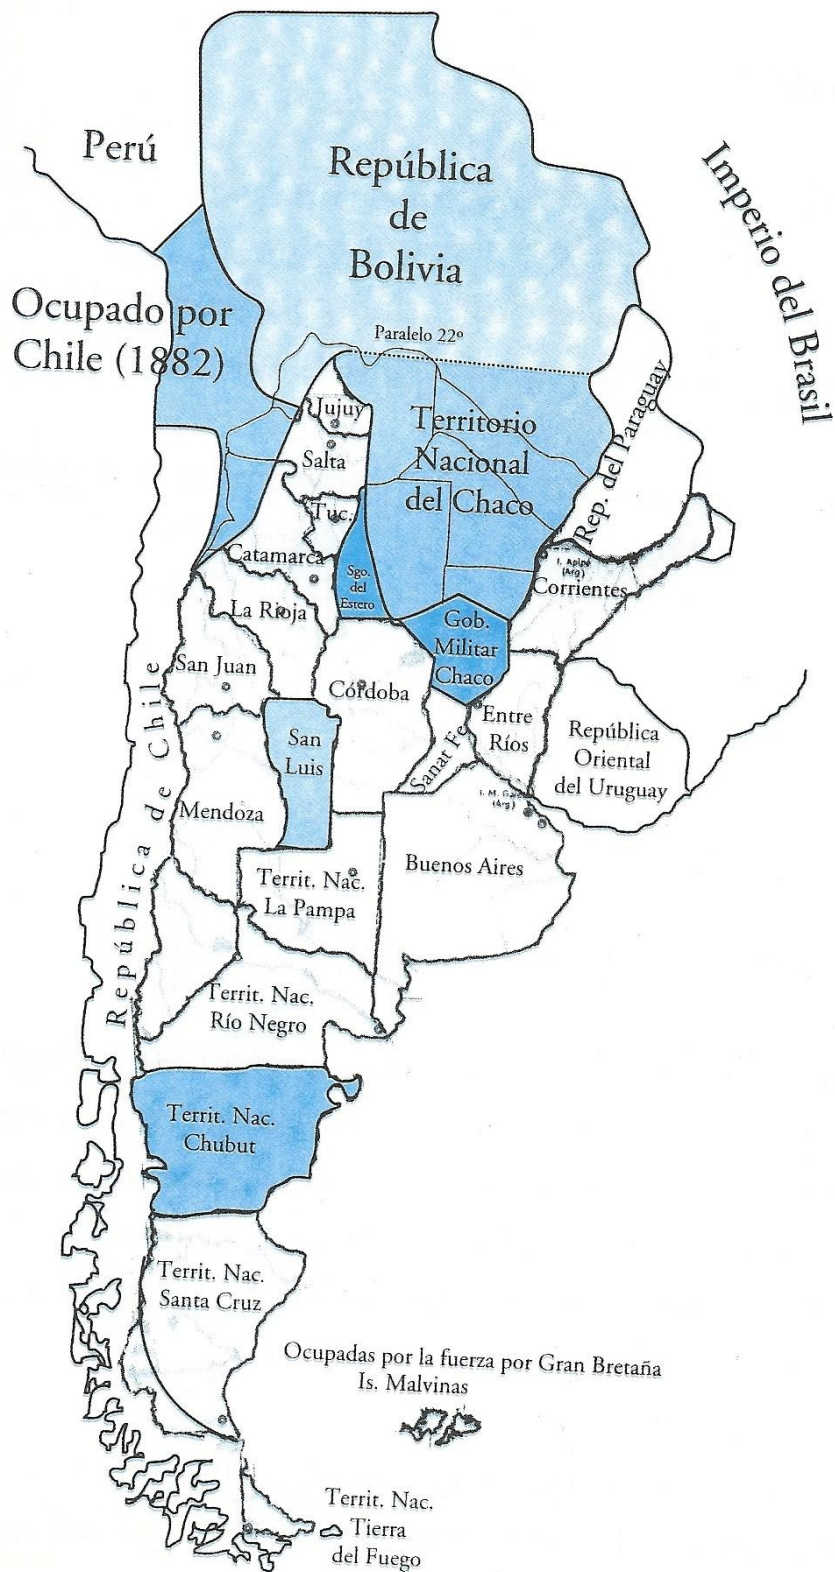 Perú
República
de
Bolivia
Imperio del Brasil
Ocupado por
Chile (1882)
Paralelo 22º
Jujuy
Salta
Territorio
Nacional
del Chaco
Rep. del Paraguay
Tuc.
Catamarca
Sgo.
del
Estero
I. Apipé
(Arg)
Corrientes
La Rioja
Gob.
Militar
Chaco
San Juan
Córdoba
República de Chile
San
Luis
Sanat Fe
Entre
Ríos
República
Oriental
del Uruguay
Mendoza
I. M. 
(Arg)
Territ. Nac.
La Pampa
Buenos Aires
Territ. Nac.
Río Negro
Territ. Nac.
Chubut
Territ. Nac.
Santa Cruz
Ocupadas por la fuerza por Gran Bretaña
Is. Malvinas
Territ. Nac.
Tierra
del Fuego